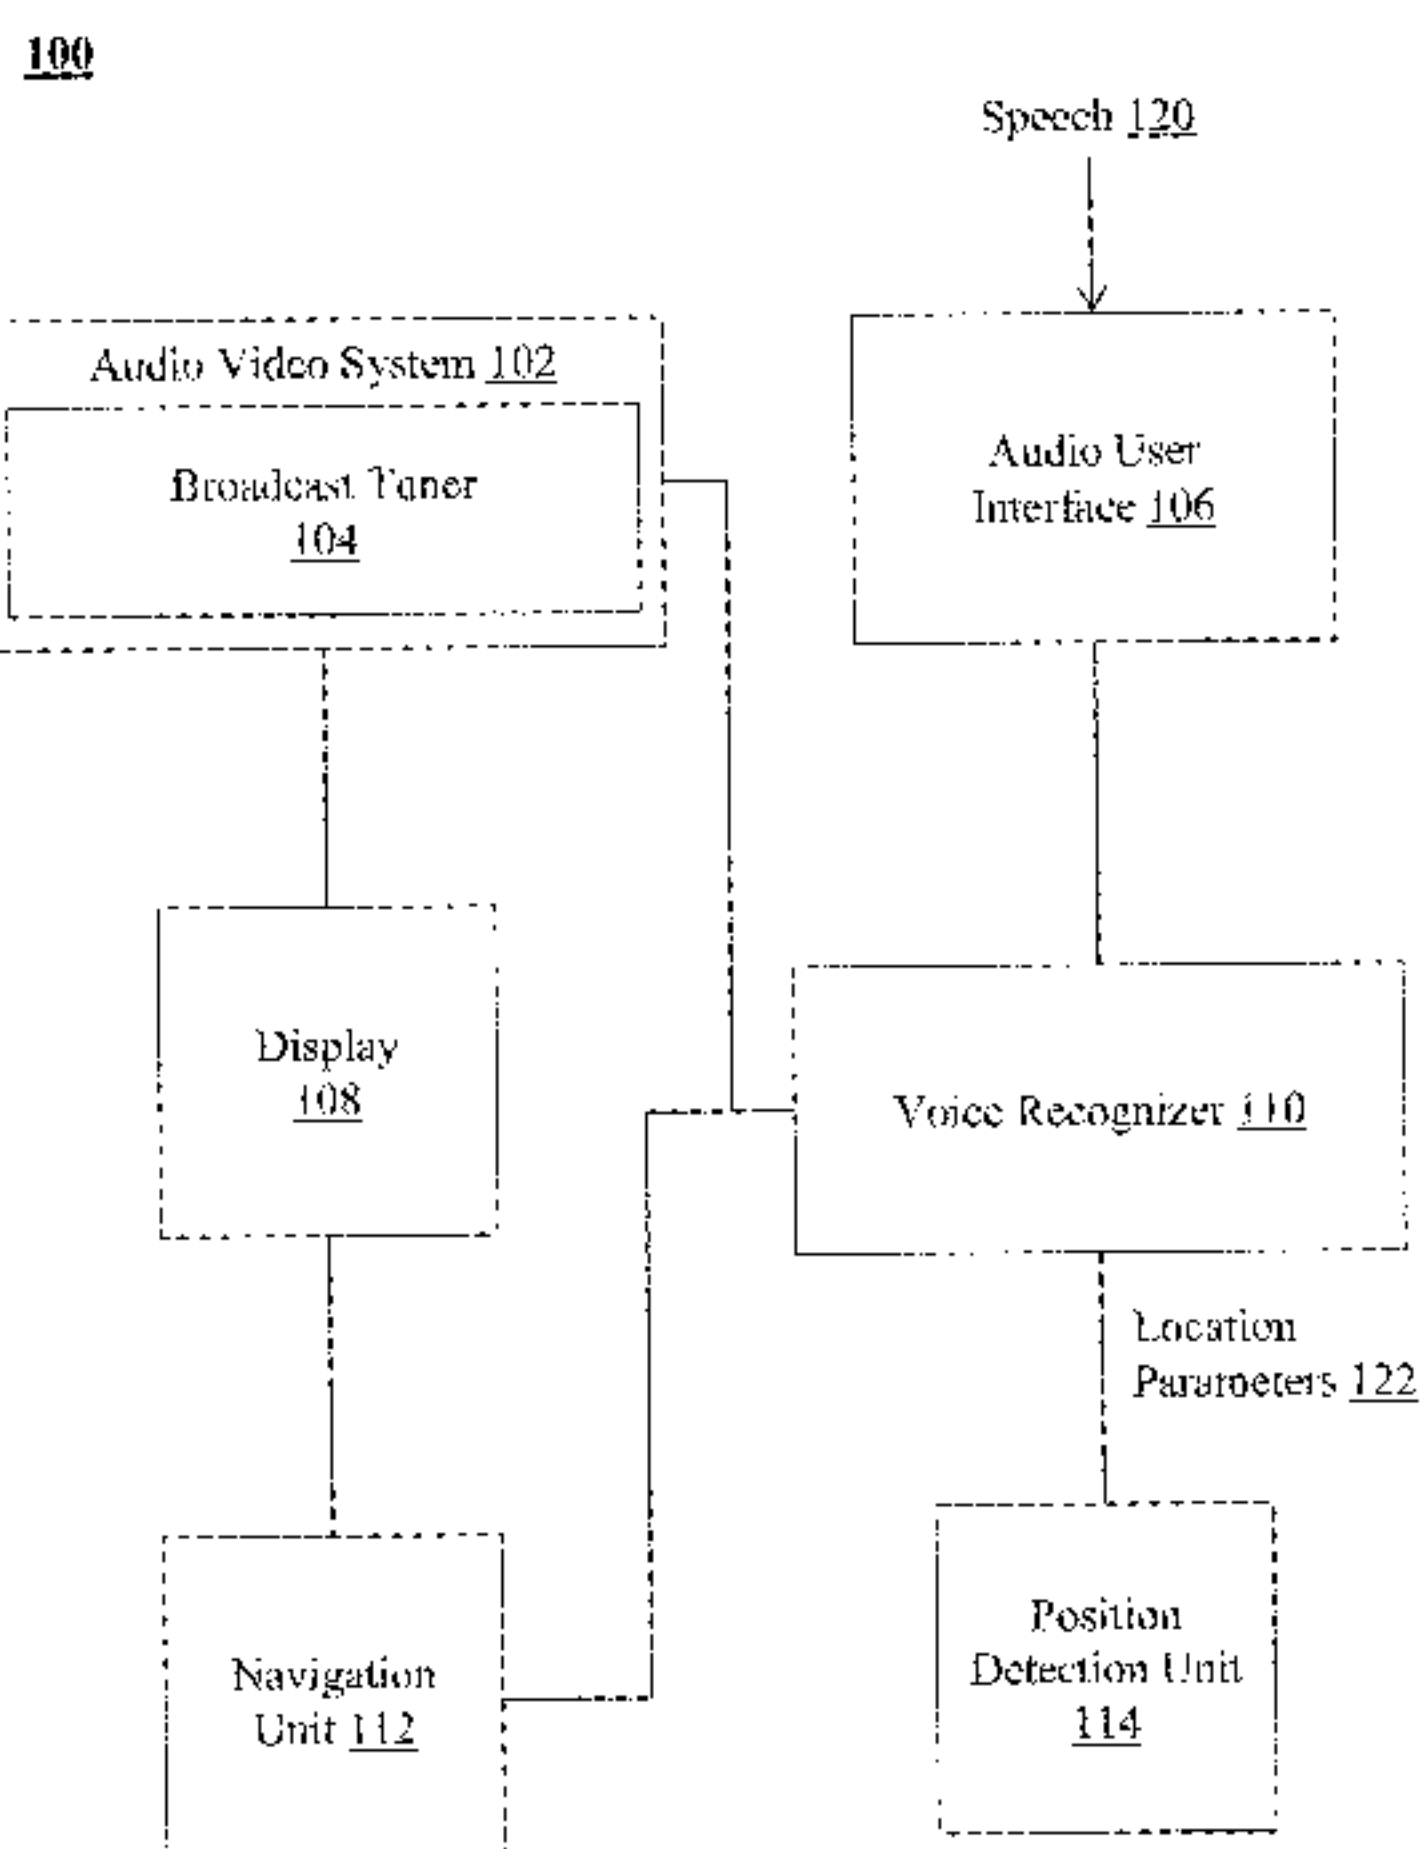 100
Speech 120
Audio Video System 102
Broadcast Tuner
104
Audio User
Interface 106
Display
108
Voice Recognizer 110
Location
Parameters 122
Navigation
Unit 112
Position
Detection Unit
114